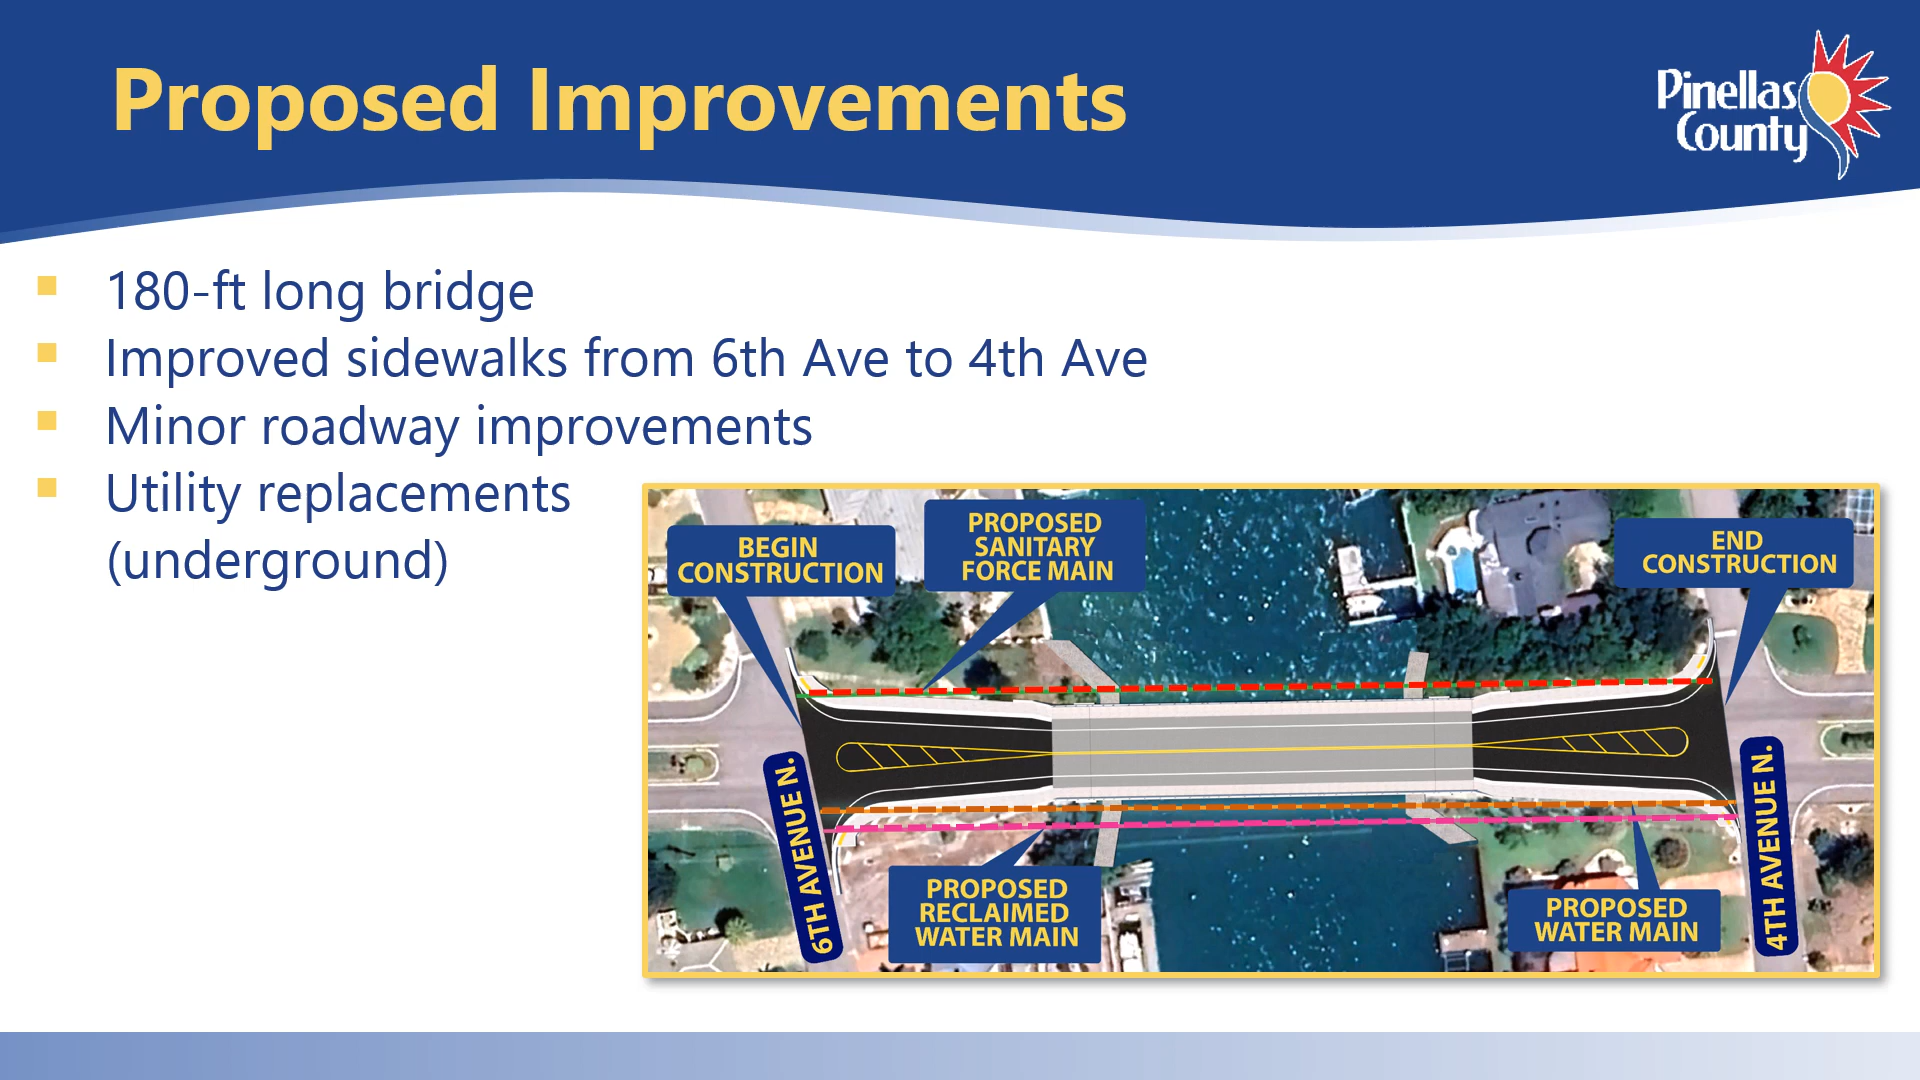 Proposed Improvements
Pinellas
County
180-ft long bridge
Improved sidewalks from 6th Ave to 4th Ave
Minor roadway improvements
Utility replacements
(underground)
BEGIN
CONSTRUCTION
PROPOSED
SANITARY
FORCE MAIN
END
CONSTRUCTION
6TH AVENUE N.
4TH AVENUE N.
PROPOSED
RECLAIMED
WATER MAIN
PROPOSED
WATER MAIN